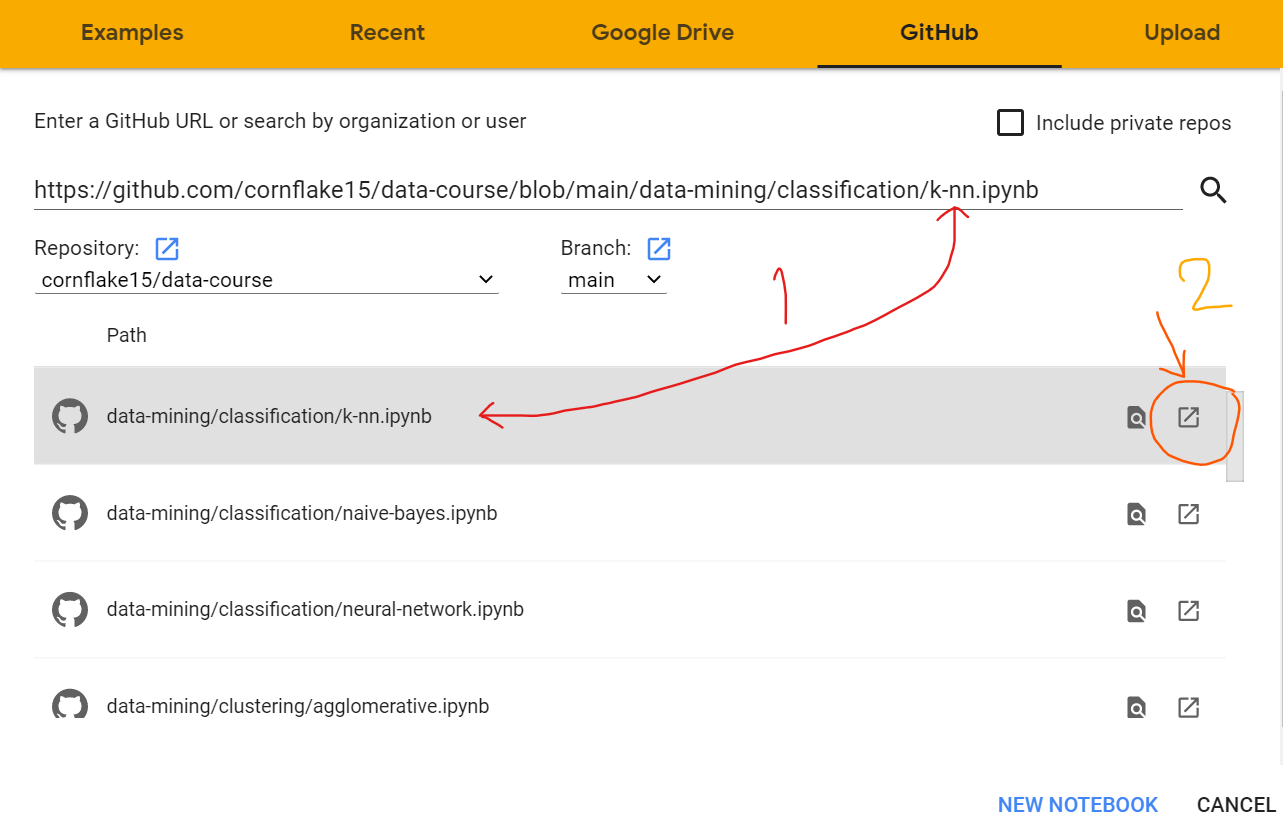 Examples Recent Google Drive GitHub Upload
Enter a GitHub URL or search by organization or user
Include private repos
https://github.com/cornflake15/data-course/blob/main/data-mining/classification/k-nn.ipynb
Repository: Branch:
cornflake15/data-course main
1
2
Path
data-mining/classification/k-nn.ipynb
data-mining/classification/naive-bayes.ipynb
data-mining/classification/neural-network.ipynb
data-mining/clustering/agglomerative.ipynb
NEW NOTEBOOK CANCEL